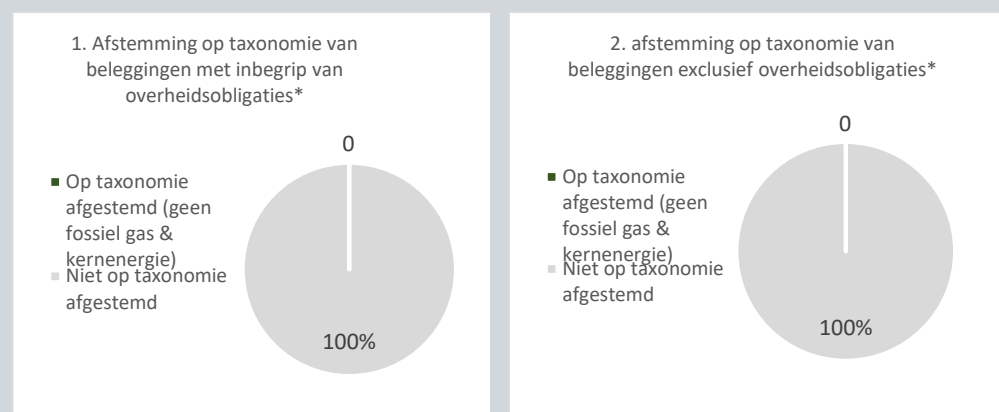 1. Afstemming op taxonomie van
beleggingen met inbegrip van
overheidsobligaties*
0
Op taxonomie
afgestemd (geen
fossiel gas &
kernenergie)
Niet op taxonomie
afgestemd
100%
2. afstemming op taxonomie van
beleggingen exclusief overheidsobligaties*
0
Op taxonomie
afgestemd (geen
fossiel gas &
kernenergie)
Niet op taxonomie
afgestemd
100%